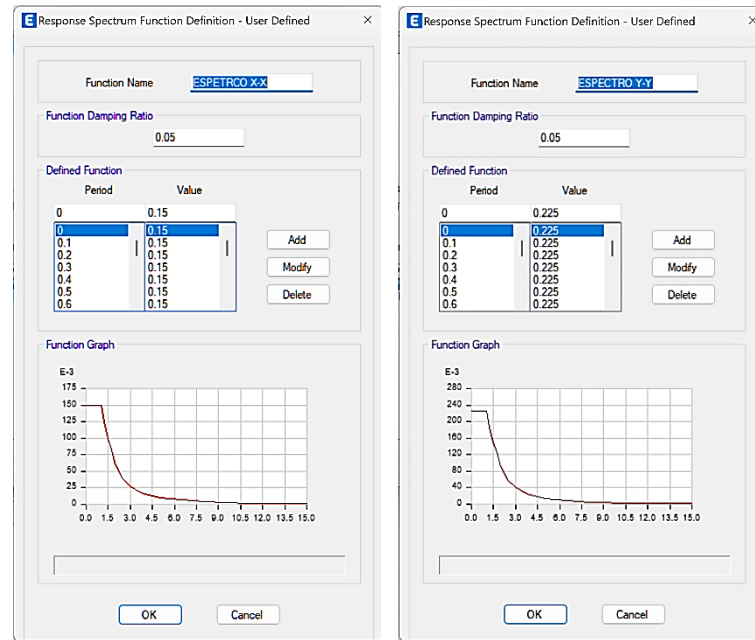 E Response Spectrum Function Definition - User Defined ×
Function Name ESPETRCO X-X
Function Damping Ratio
0.05
Defined Function
Period Value
0 0.15
0 0.15
0.1 0.15
0.2 0.15
0.3 0.15
0.4 0.15
0.5 0.15
0.6 0.15
Add
Modify
Delete
Function Graph
E-3
175
150
125
100
75
50
25
0
0.0 1.5 3.0 4.5 6.0 7.5 9.0 10.5 12.0 13.5 15.0
OK Cancel
E Response Spectrum Function Definition - User Defined ×
Function Name ESPECTRO Y-Y
Function Damping Ratio
0.05
Defined Function
Period Value
0 0.225
0 0.225
0.1 0.225
0.2 0.225
0.3 0.225
0.4 0.225
0.5 0.225
0.6 0.225
Add
Modify
Delete
Function Graph
E-3
280
240
200
160
120
80
40
0
0.0 1.5 3.0 4.5 6.0 7.5 9.0 10.5 12.0 13.5 15.0
OK Cancel